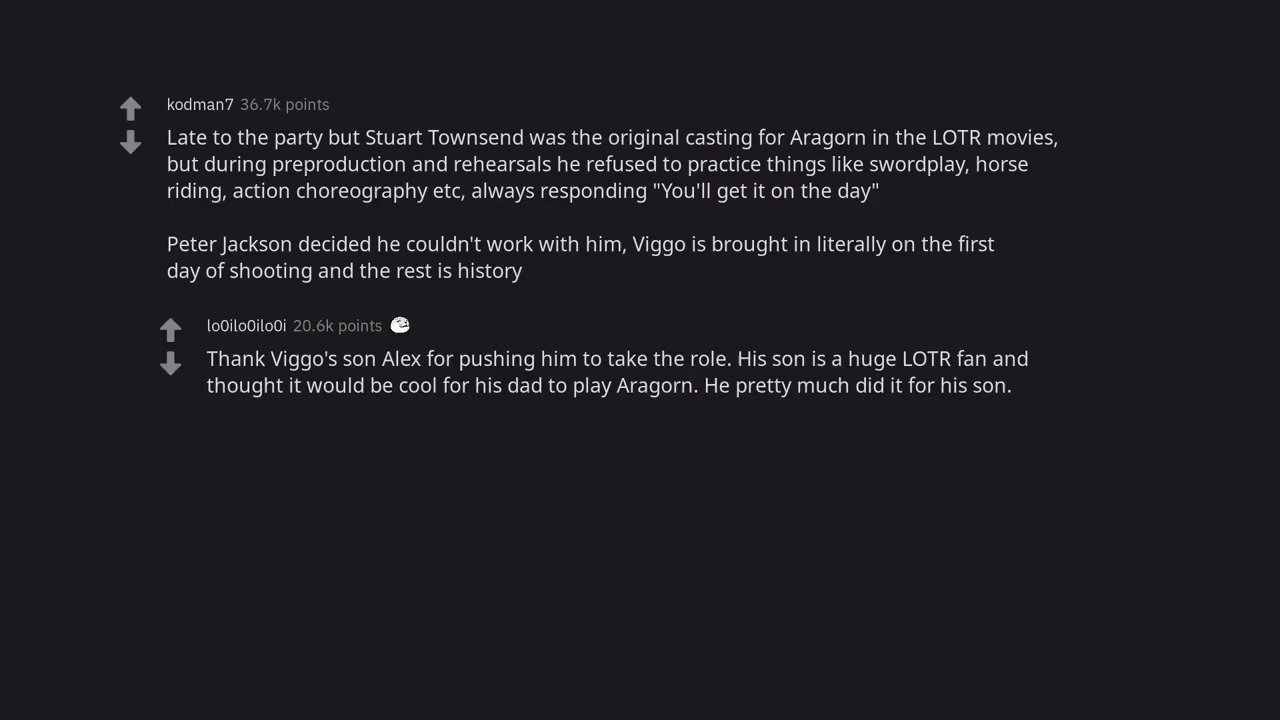 kodman7 36.7k points
Late to the party but Stuart Townsend was the original casting for Aragorn in the LOTR movies,
but during preproduction and rehearsals he refused to practice things like swordplay, horse
riding, action choreography etc, always responding "You'll get it on the day"
Peter Jackson decided he couldn't work with him, Viggo is brought in literally on the first
day of shooting and the rest is history
lo0ilo0ilo0i 20.6k points
Thank Viggo's son Alex for pushing him to take the role. His son is a huge LOTR fan and
thought it would be cool for his dad to play Aragorn. He pretty much did it for his son.